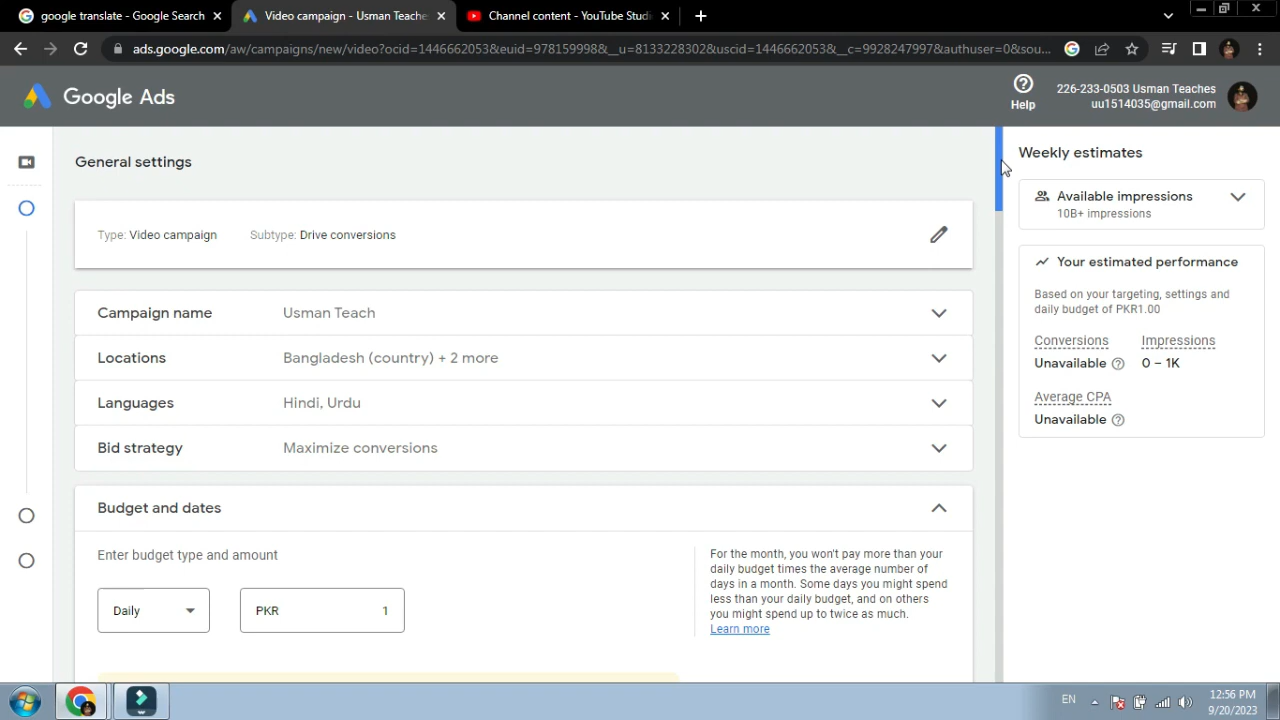 google translate - Google Search
Video campaign - Usman Teache
Channel content - YouTube Studi
ads.google.com/aw/campaigns/new/video?ocid=1446662053&euid=978159998&__u=8133228302&uscid=1446662053&__c=9928247997&authuser=0&sou...
Google Ads
Help
226-233-0503 Usman Teaches
uu1514035@gmail.com
General settings
Type: Video campaign
Subtype: Drive conversions
Campaign name
Usman Teach
Locations
Bangladesh (country) + 2 more
Languages
Hindi, Urdu
Bid strategy
Maximize conversions
Budget and dates
Enter budget type and amount
Daily
PKR
1
For the month, you won't pay more than your
daily budget times the average number of
days in a month. Some days you might spend
less than your daily budget, and on others
you might spend up to twice as much.
Learn more
Weekly estimates
Available impressions
10B+ impressions
Your estimated performance
Based on your targeting, settings and
daily budget of PKR1.00
Conversions
Impressions
Unavailable
0 – 1K
Average CPA
Unavailable
EN
12:56 PM
9/20/2023